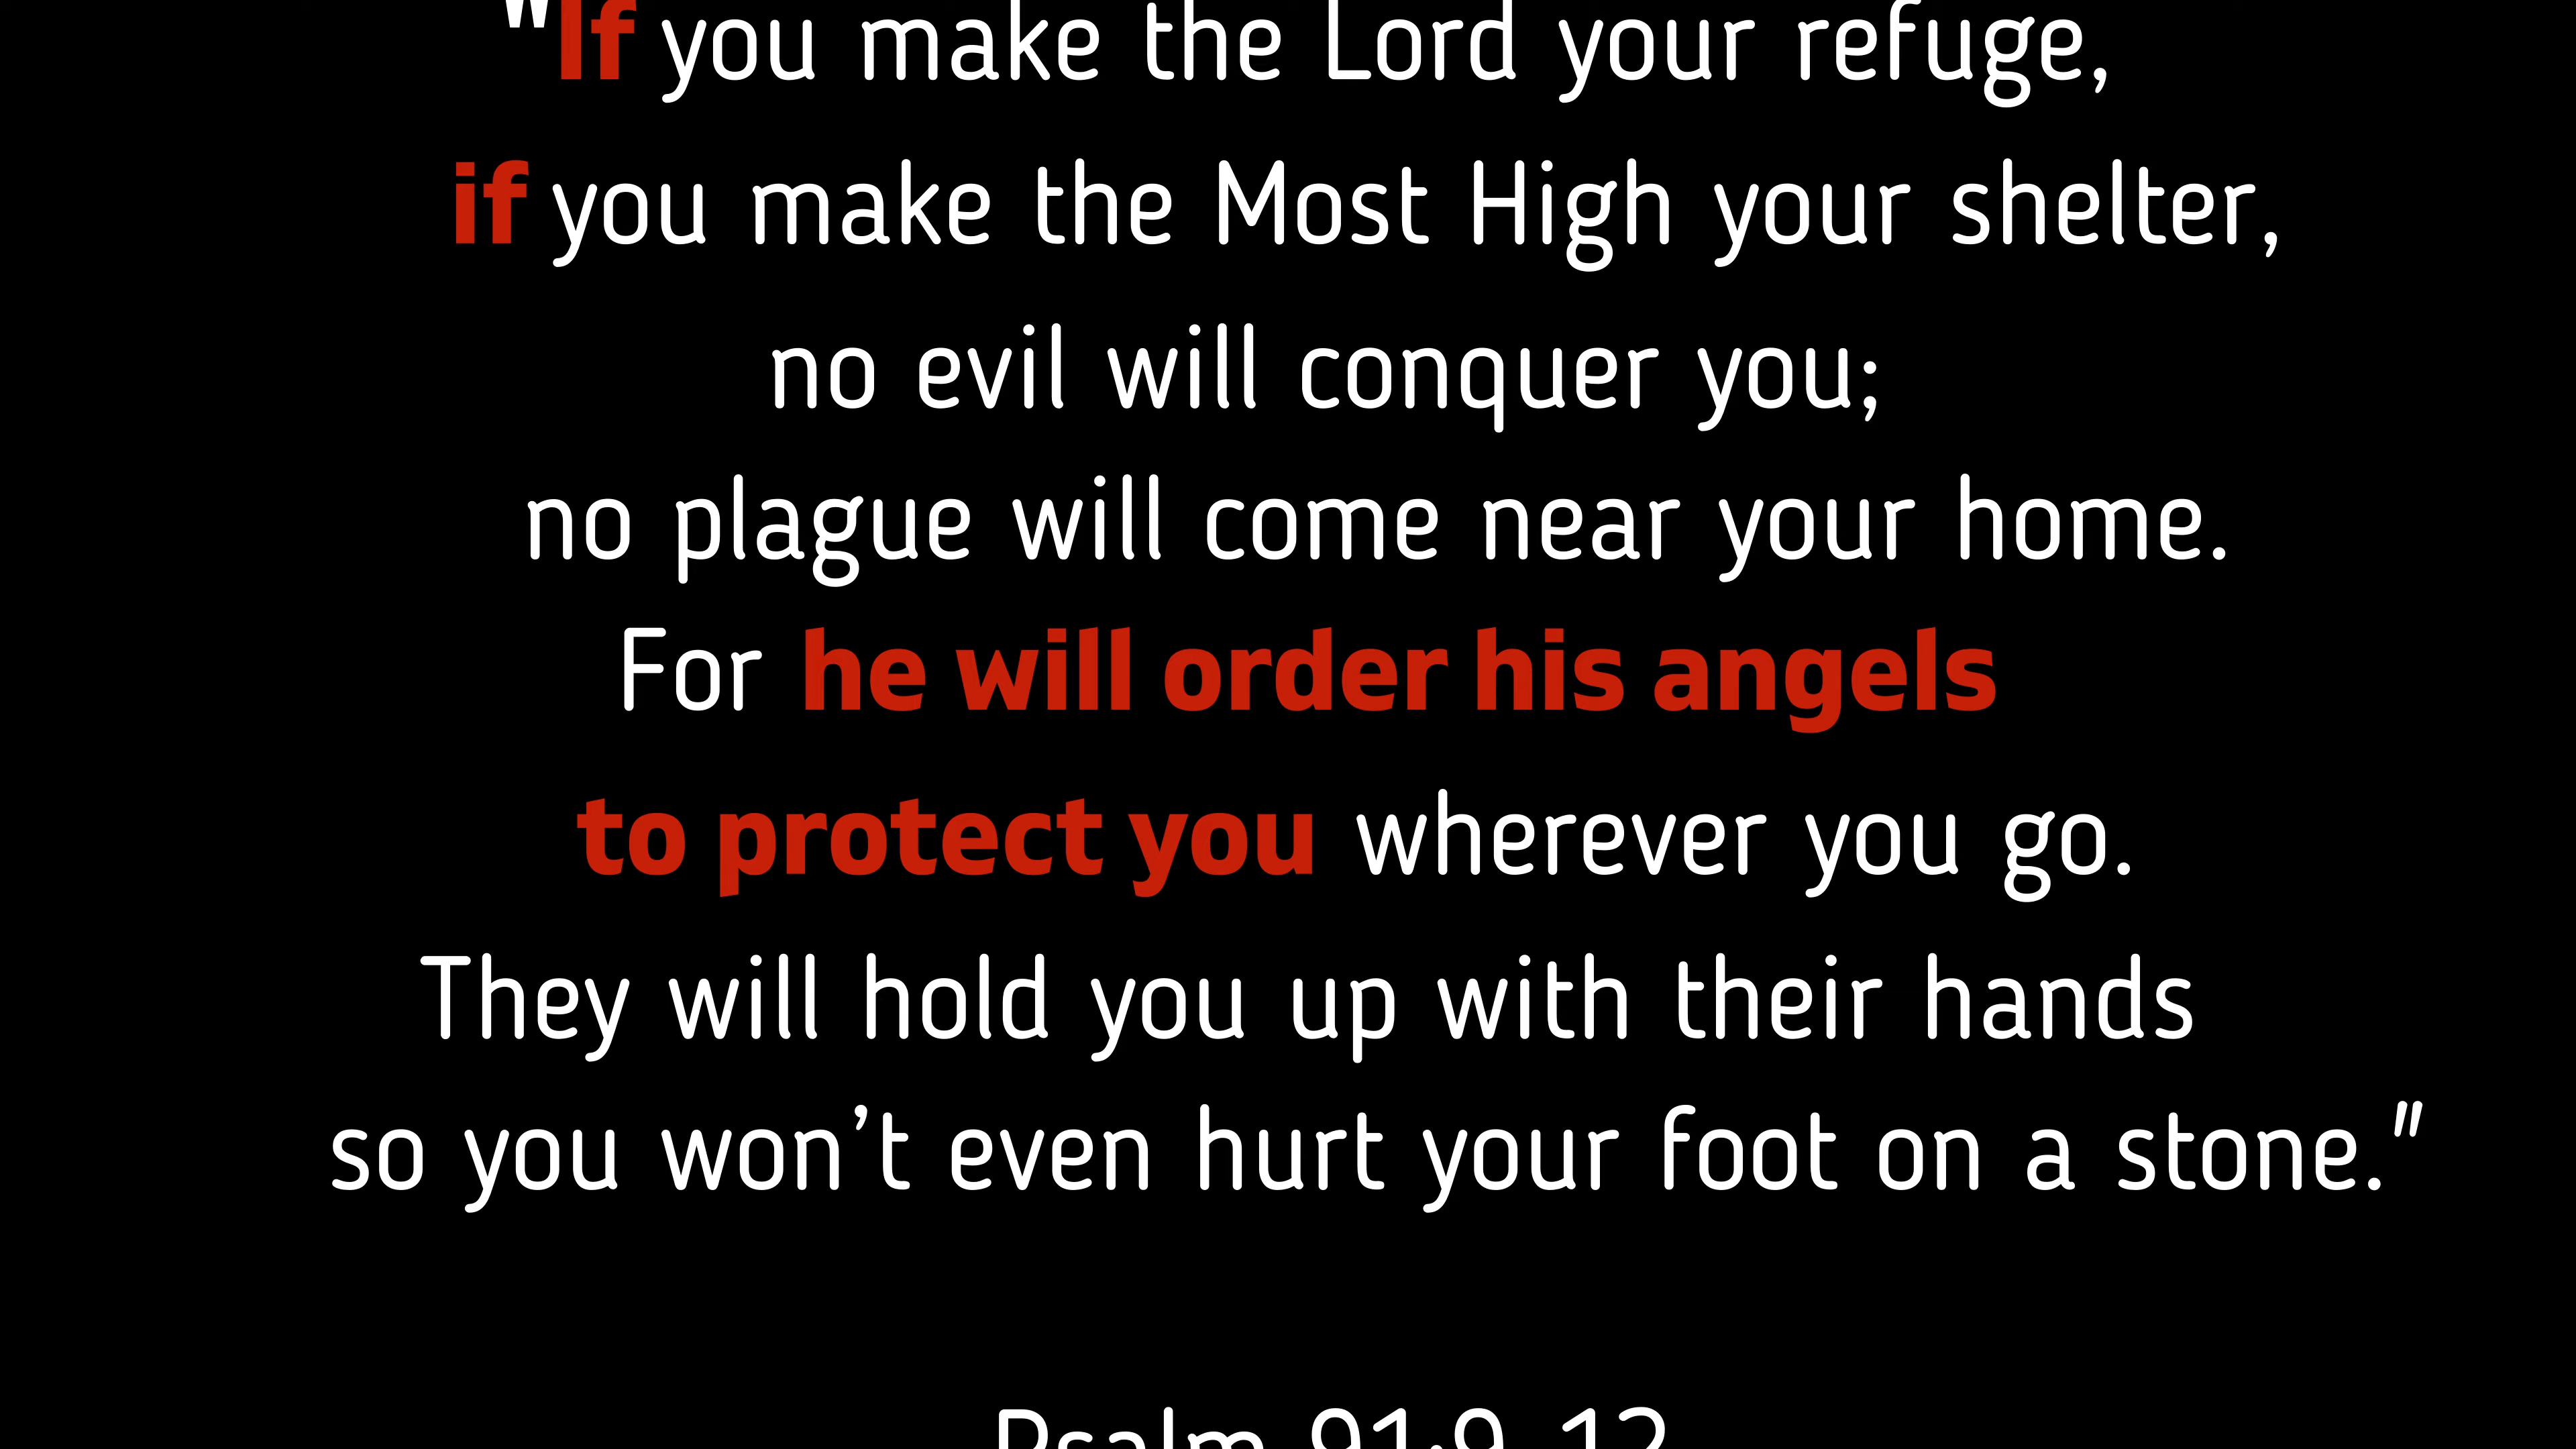 "If you make the Lord your refuge,
if you make the Most High your shelter,
no evil will conquer you;
no plague will come near your home.
For he will order his angels
to protect you wherever you go.
They will hold you up with their hands
so you won’t even hurt your foot on a stone."
Psalm 91:9-12